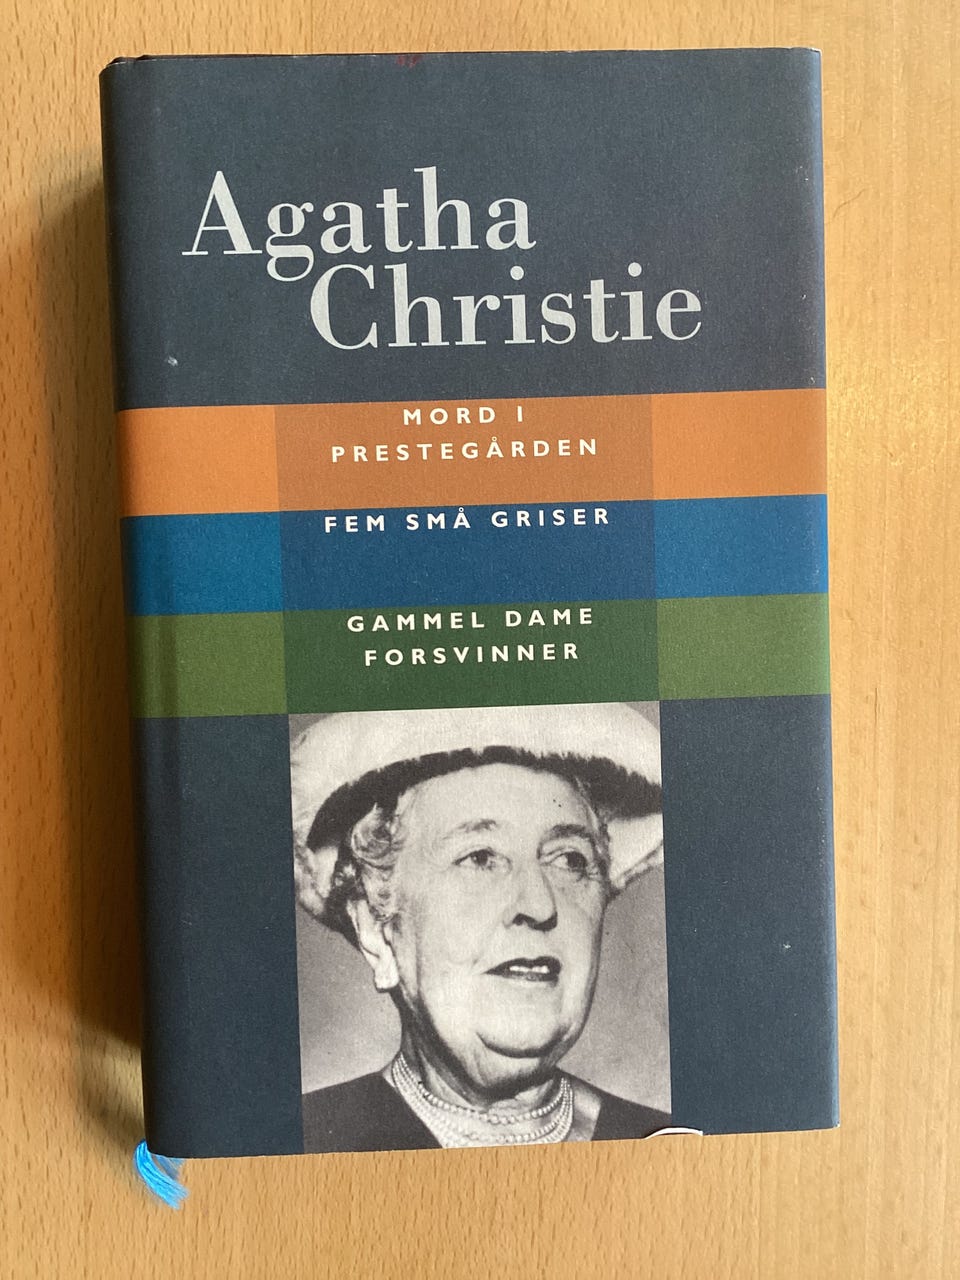 Agatha
Christie
MORD I
PRESTEGÅRDEN
FEM SMÅ GRISER
GAMMEL DAME
FORSVINNER